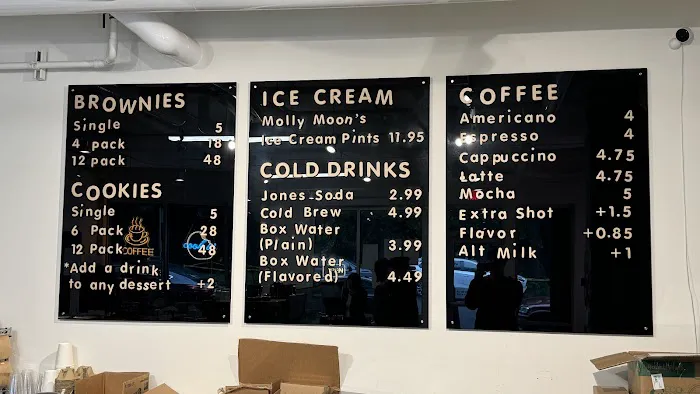 BROWNIES
Single 5
4 pack 18
12 pack 48
COOKIES
Single 5
6 Pack 28
12 Pack 48
*Add a drink
to any dessert +2
COFFEE
ICE CREAM
Molly Moon's
Ice Cream Pints 11.95
COLD DRINKS
Jones Soda 2.99
Cold Brew 4.99
Box Water
(Plain) 3.99
Box Water
(Flavored) 4.49
COFFEE
Americano 4
Espresso 4
Cappuccino 4.75
Latte 4.75
Mocha 5
Extra Shot +1.5
Flavor +0.85
Alt Milk +1